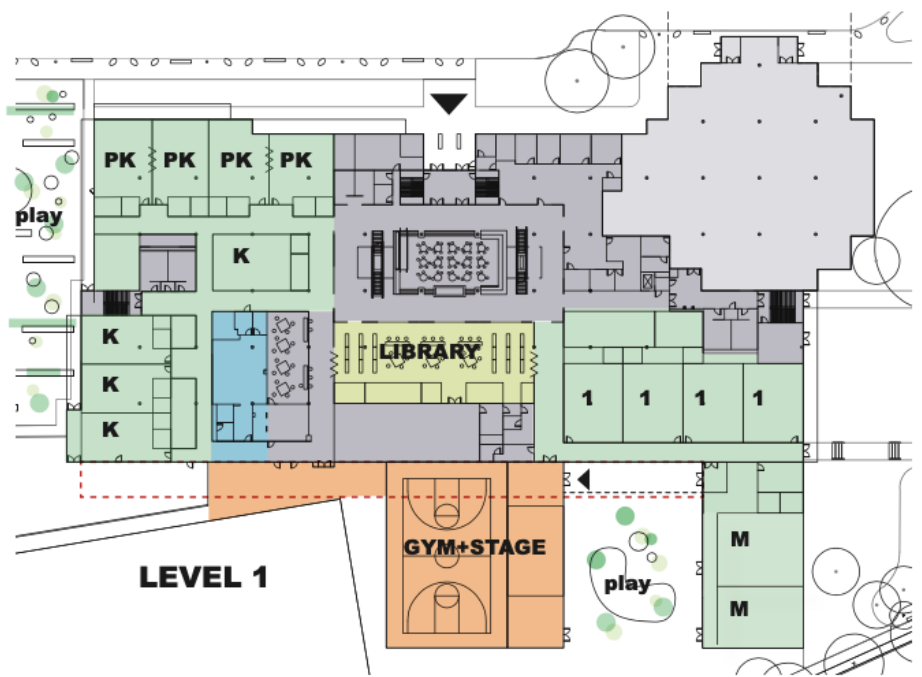 PK PK PK PK
play
K
K
LIBRARY
K
1 1 1 1
K
GYM+STAGE
M
LEVEL 1
play
M